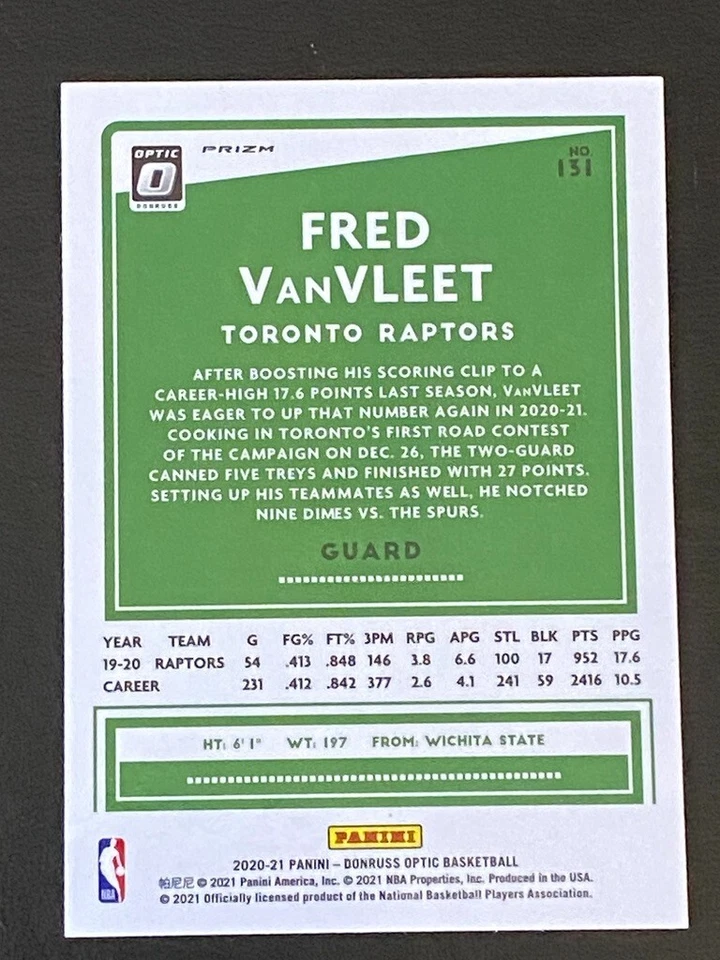 OPTIC
DONRUSS
PRIZM
NO.
131
FRED
VANVLEET
TORONTO RAPTORS
AFTER BOOSTING HIS SCORING CLIP TO A
CAREER-HIGH 17.6 POINTS LAST SEASON, VANVLEET
WAS EAGER TO UP THAT NUMBER AGAIN IN 2020-21.
COOKING IN TORONTO'S FIRST ROAD CONTEST
OF THE CAMPAIGN ON DEC. 26, THE TWO-GUARD
CANNED FIVE TREYS AND FINISHED WITH 27 POINTS.
SETTING UP HIS TEAMMATES AS WELL, HE NOTCHED
NINE DIMES VS. THE SPURS.
GUARD
YEAR TEAM G FG% FT% 3PM RPG APG STL BLK PTS PPG
19-20 RAPTORS 54 .413 .848 146 3.8 6.6 100 17 952 17.6
CAREER 231 .412 .842 377 2.6 4.1 241 59 2416 10.5
HT: 6' 1" WT: 197 FROM: WICHITA STATE
PANINI
2020-21 PANINI – DONRUSS OPTIC BASKETBALL
帕尼尼 © 2021 Panini America, Inc. © 2021 NBA Properties, Inc. Produced in the USA.
© 2021 Officially licensed product of the National Basketball Players Association.
NBA